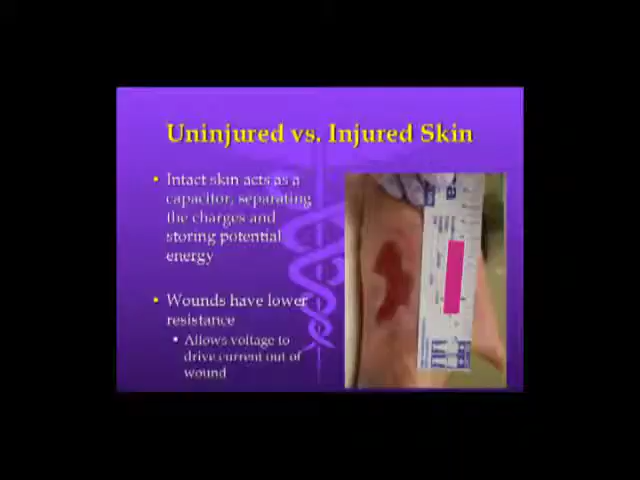 Uninjured vs. Injured Skin
• Intact skin acts as a
capacitor, separating
the charges and
storing potential
energy
• Wounds have lower
resistance
• Allows voltage to
drive current out of
wound